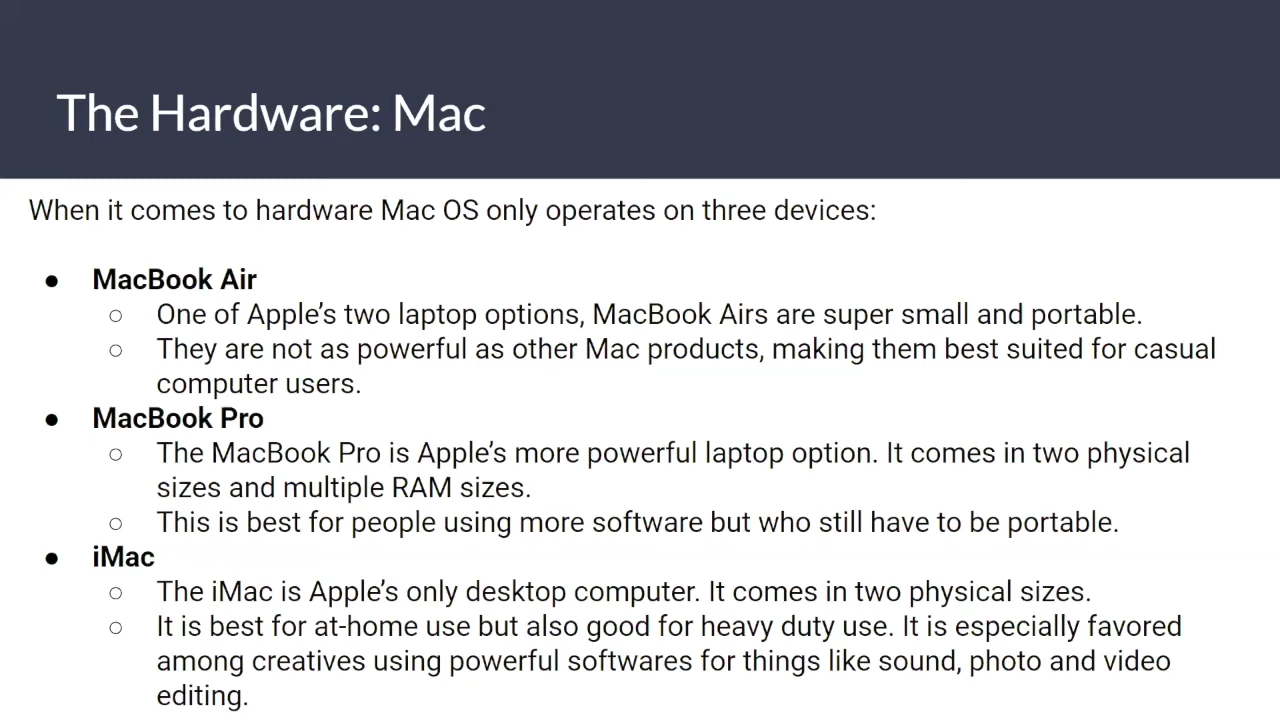 The Hardware: Mac
When it comes to hardware Mac OS only operates on three devices:
● MacBook Air
○ One of Apple’s two laptop options, MacBook Airs are super small and portable.
○ They are not as powerful as other Mac products, making them best suited for casual
computer users.
● MacBook Pro
○ The MacBook Pro is Apple’s more powerful laptop option. It comes in two physical
sizes and multiple RAM sizes.
○ This is best for people using more software but who still have to be portable.
● iMac
○ The iMac is Apple’s only desktop computer. It comes in two physical sizes.
○ It is best for at-home use but also good for heavy duty use. It is especially favored
among creatives using powerful softwares for things like sound, photo and video
editing.